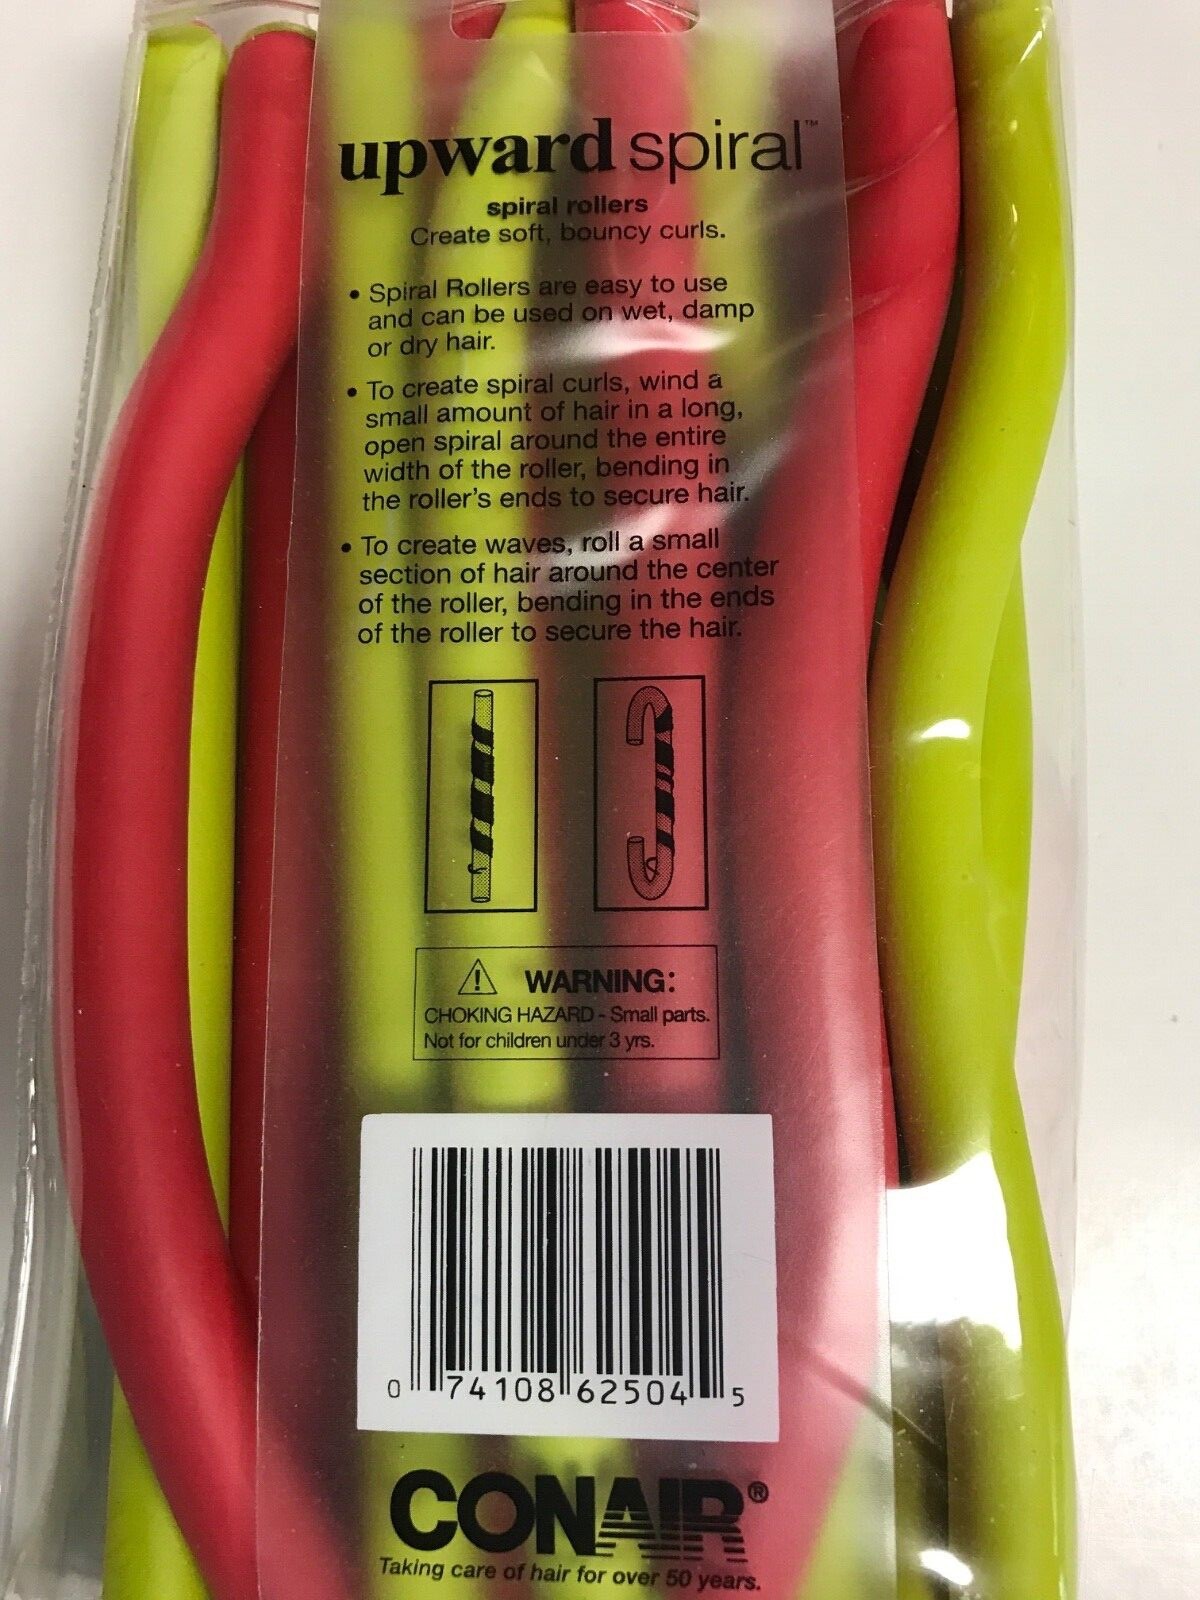 upward spiral™
spiral rollers
Create soft, bouncy curls.
• Spiral Rollers are easy to use
and can be used on wet, damp
or dry hair.
• To create spiral curls, wind a
small amount of hair in a long,
open spiral around the entire
width of the roller, bending in
the roller's ends to secure hair.
• To create waves, roll a small
section of hair around the center
of the roller, bending in the ends
of the roller to secure the hair.
WARNING:
CHOKING HAZARD - Small parts.
Not for children under 3 yrs.
0 74108 62504 5
CONAIR®
Taking care of hair for over 50 years.